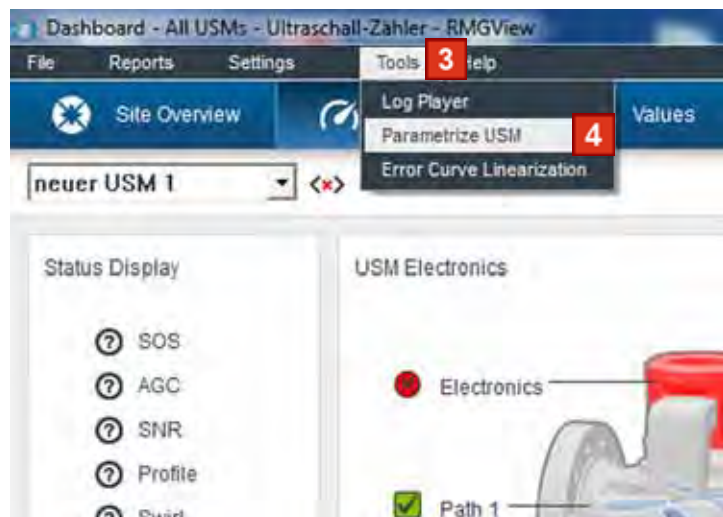 Dashboard - All USMs - Ultraschall-Zähler - RMGView
File Reports Settings Tools 3 Help
Site Overview Values
Log Player
Parametrize USM 4
Error Curve Linearization
neuer USM 1 <×>
Status Display
SOS
AGC
SNR
Profile
Swirl
USM Electronics
Electronics
Path 1